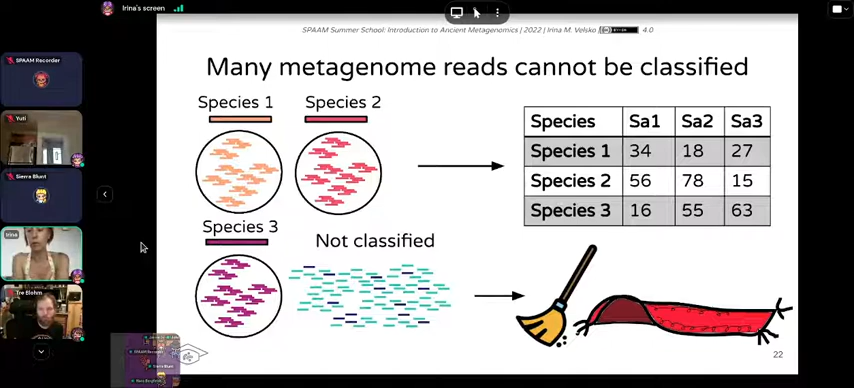 Irina's screen
SPAAM Summer School: Introduction to Ancient Metagenomics | 2022 | Irina M. Velsko
4.0
Many metagenome reads cannot be classified
SPAAM Recorder
Yuti
Sierra Blunt
Irina
Tre Blohm
Species 1
Species 2
Species 3
Not classified
Species Sa1 Sa2 Sa3
Species 1 34 18 27
Species 2 56 78 15
Species 3 16 55 63
22